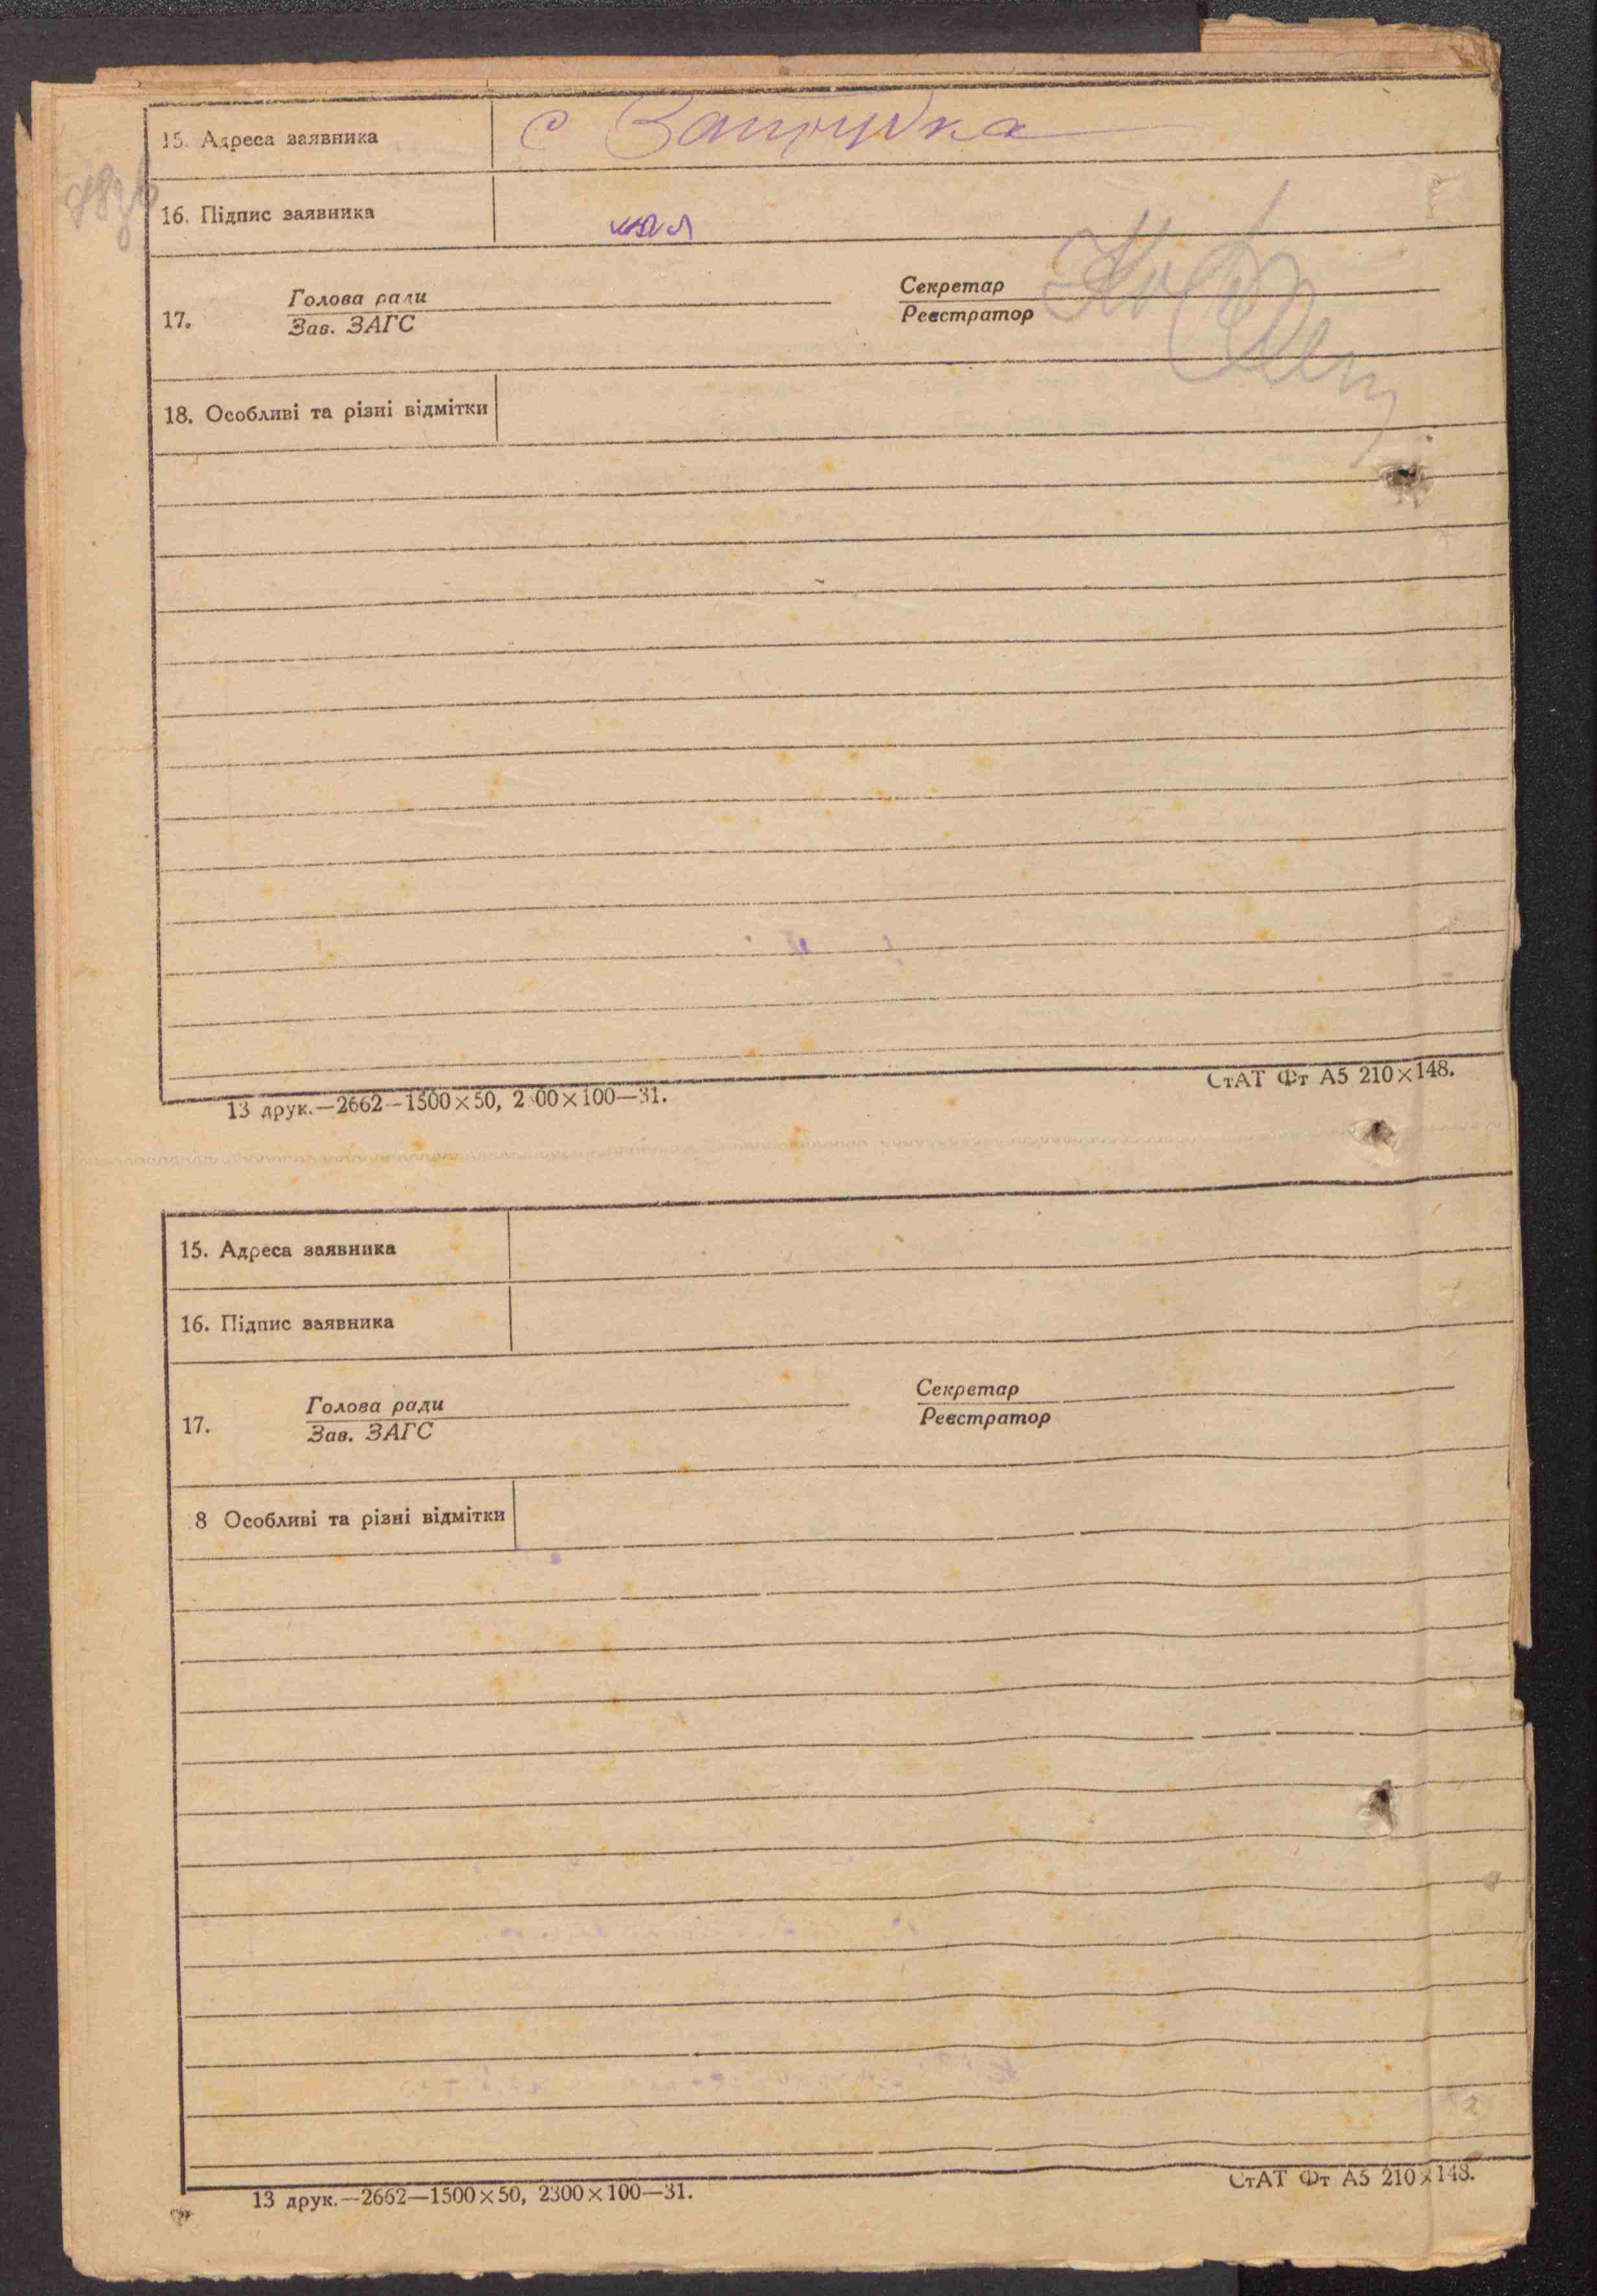 15. Адреса заявника
с Запрудка
16. Підпис заявника
17.
Голова ради
Зав. ЗАГС
Секретар
Реєстратор
18. Особливі та різні відмітки
13 друк.—2662—1500×50, 2 00×100—31.
СтАТ Фт А5 210×148.
15. Адреса заявника
16. Підпис заявника
17.
Голова ради
Зав. ЗАГС
Секретар
Реєстратор
8 Особливі та різні відмітки
13 друк.—2662—1500×50, 2300×100—31.
СтАТ Фт А5 210×148.